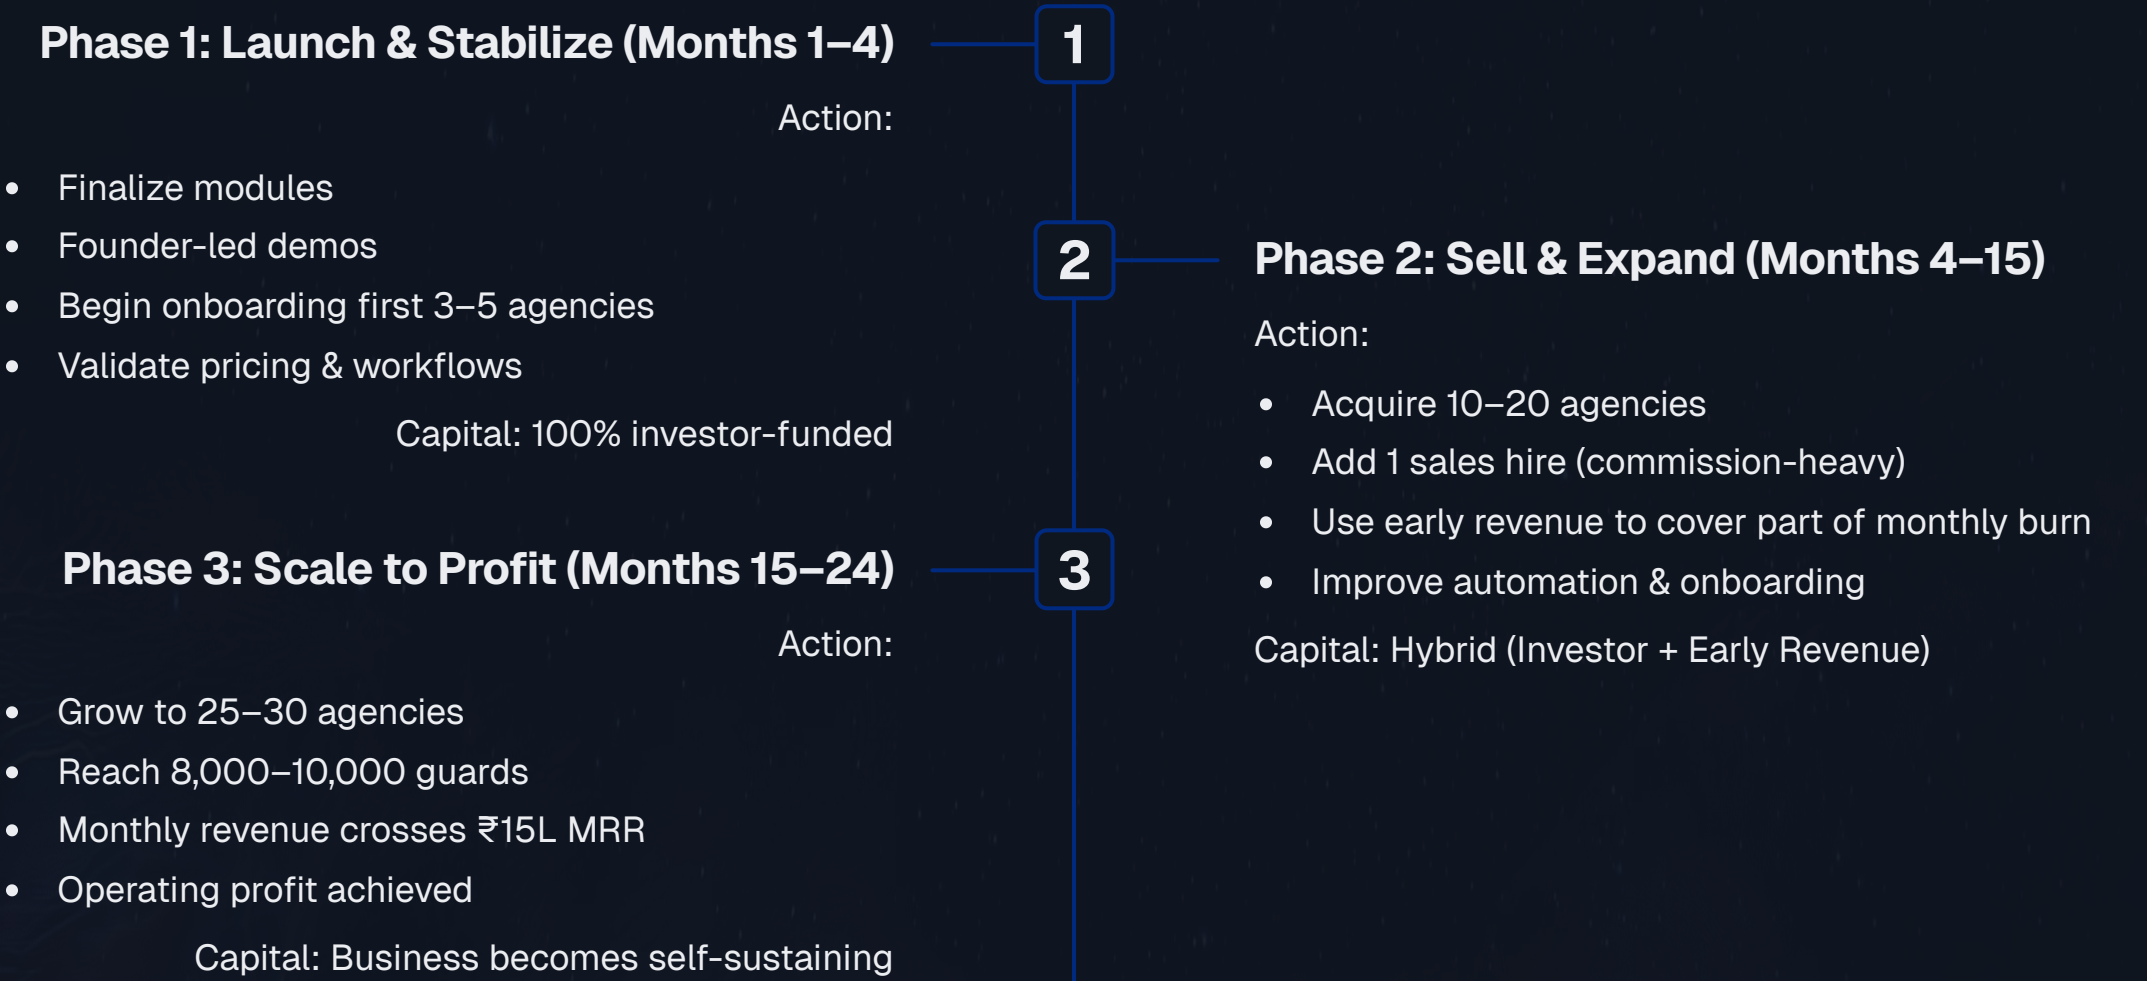 Phase 1: Launch & Stabilize (Months 1–4)
1
Action:
• Finalize modules
• Founder-led demos
• Begin onboarding first 3–5 agencies
• Validate pricing & workflows
Capital: 100% investor-funded
2
Phase 2: Sell & Expand (Months 4–15)
Action:
• Acquire 10–20 agencies
• Add 1 sales hire (commission-heavy)
• Use early revenue to cover part of monthly burn
• Improve automation & onboarding
Capital: Hybrid (Investor + Early Revenue)
Phase 3: Scale to Profit (Months 15–24)
3
Action:
• Grow to 25–30 agencies
• Reach 8,000–10,000 guards
• Monthly revenue crosses ₹15L MRR
• Operating profit achieved
Capital: Business becomes self-sustaining